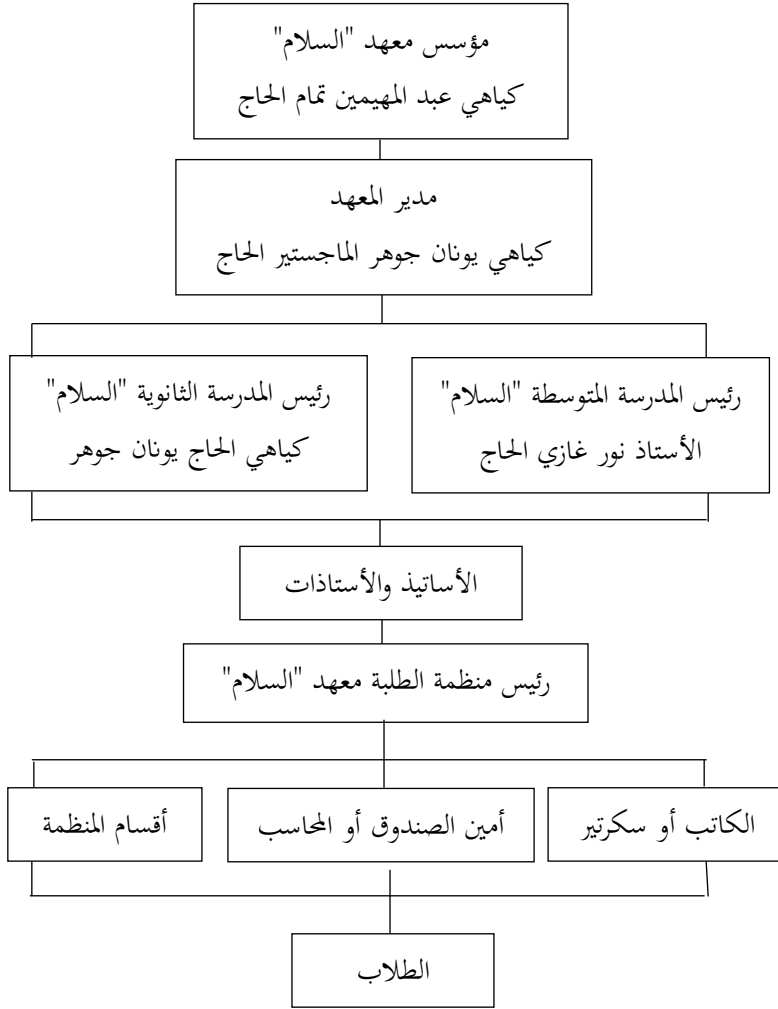 مؤسس معهد "السلام"
كياهي عبد المهيمين تمام الحاج
مدير المعهد
كياهي يونان جوهر الماجستير الحاج
رئيس المدرسة المتوسطة "السلام"
الأستاذ نور غازي الحاج
رئيس المدرسة الثانوية "السلام"
كياهي الحاج يونان جوهر
الأساتيذ والأستاذات
رئيس منظمة الطلبة معهد "السلام"
الكاتب أو سكرتير
أمين الصندوق أو المحاسب
أقسام المنظمة
الطلاب